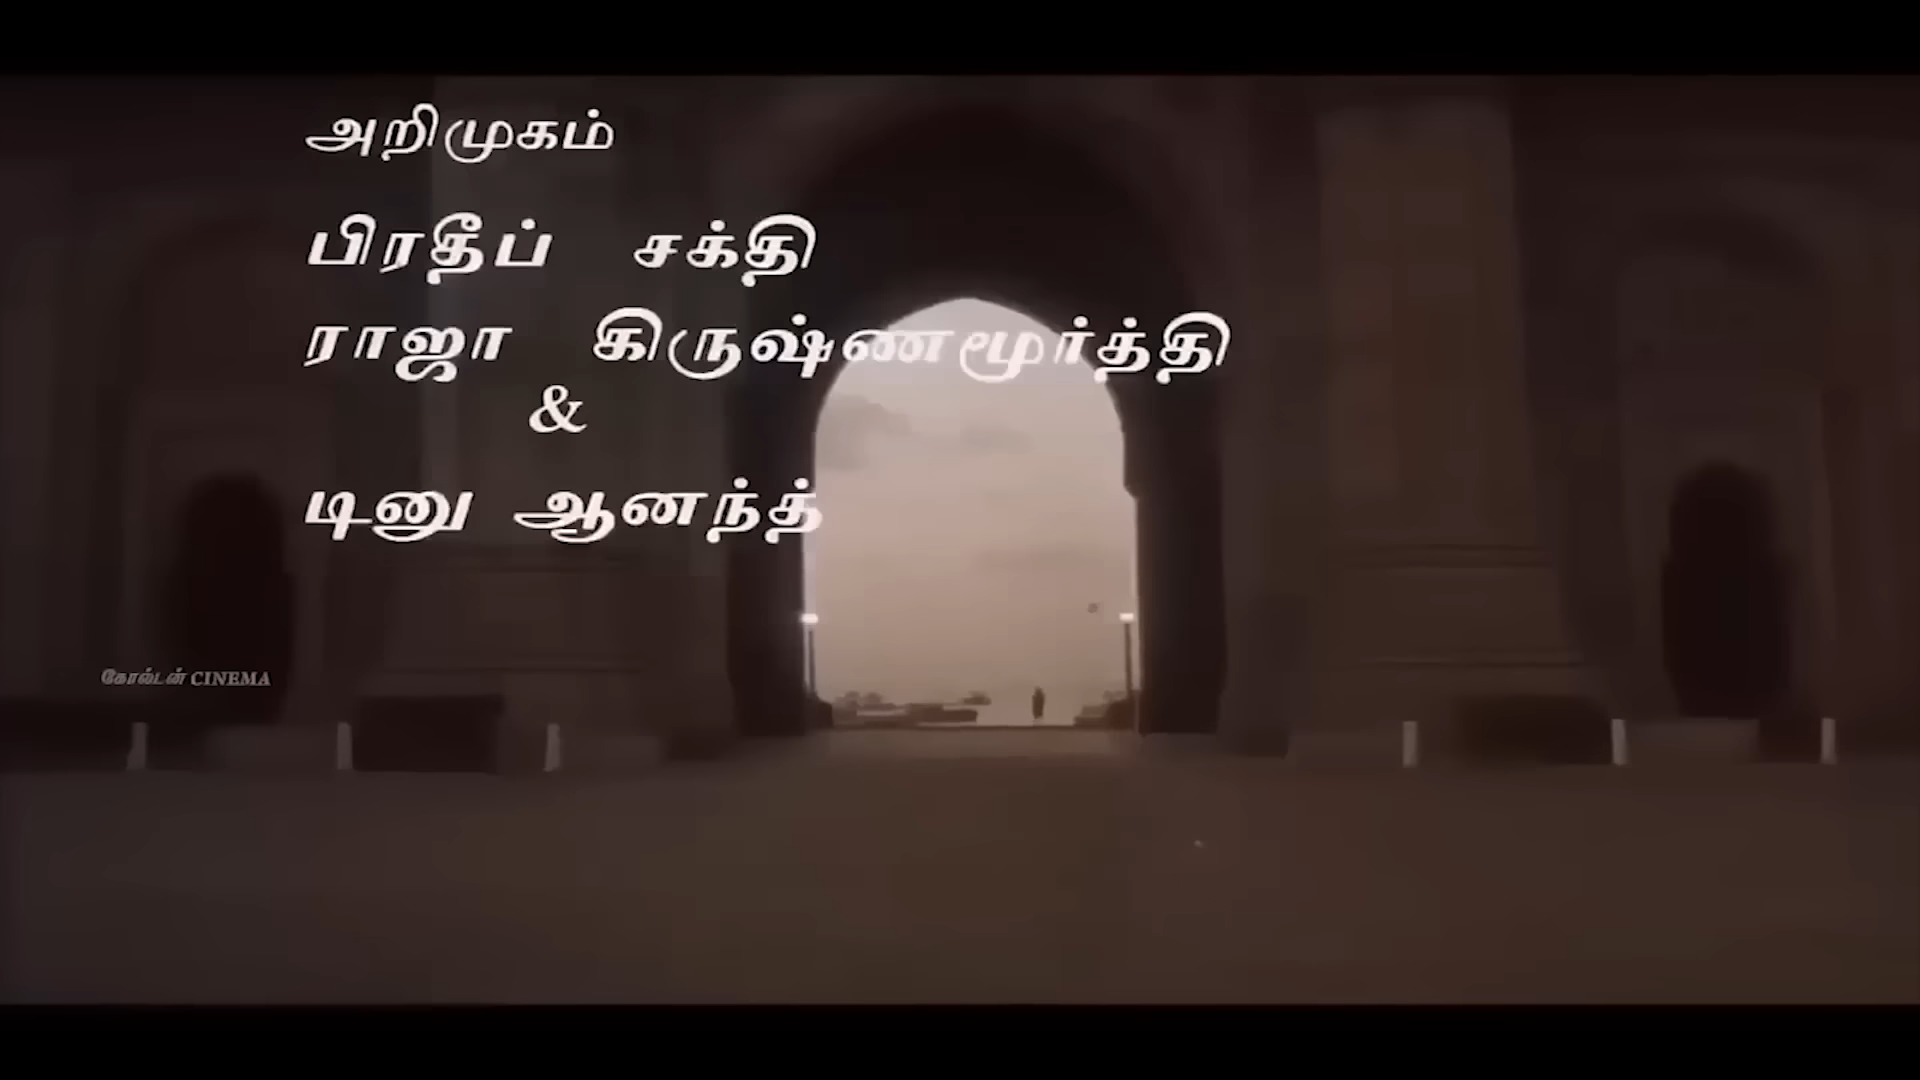 அறிமுகம்
பிரதீப் சக்தி
ராஜா கிருஷ்ணமூர்த்தி
&
டினு ஆனந்த்
கோல்டன் CINEMA